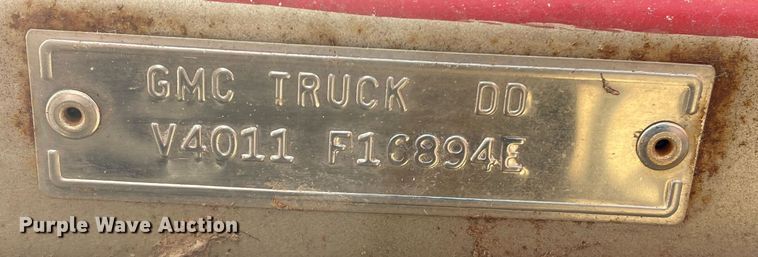 GMC TRUCK DD
V4011 F16894E
Purple Wave Auction